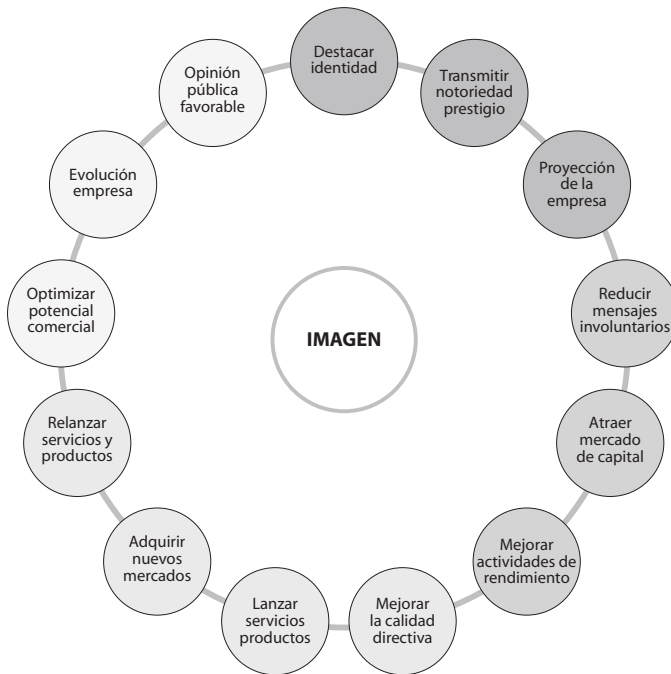 Destacar
identidad
Transmitir
notoriedad
prestigio
Proyección
de la
empresa
Reducir
mensajes
involuntarios
Atraer
mercado
de capital
Mejorar
actividades de
rendimiento
Mejorar
la calidad
directiva
Lanzar
servicios
productos
Adquirir
nuevos
mercados
Relanzar
servicios y
productos
Optimizar
potencial
comercial
Evolución
empresa
Opinión
pública
favorable
IMAGEN